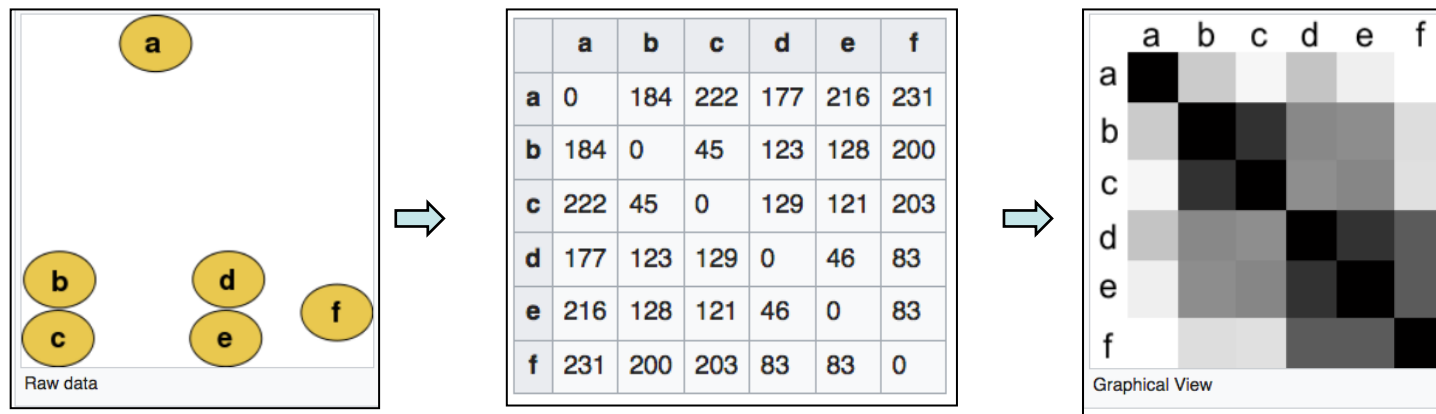 a
b d
f
c e
Raw data
a b c d e f
a 0 184 222 177 216 231
b 184 0 45 123 128 200
c 222 45 0 129 121 203
d 177 123 129 0 46 83
e 216 128 121 46 0 83
f 231 200 203 83 83 0
a b c d e f
a
b
c
d
e
f
Graphical View